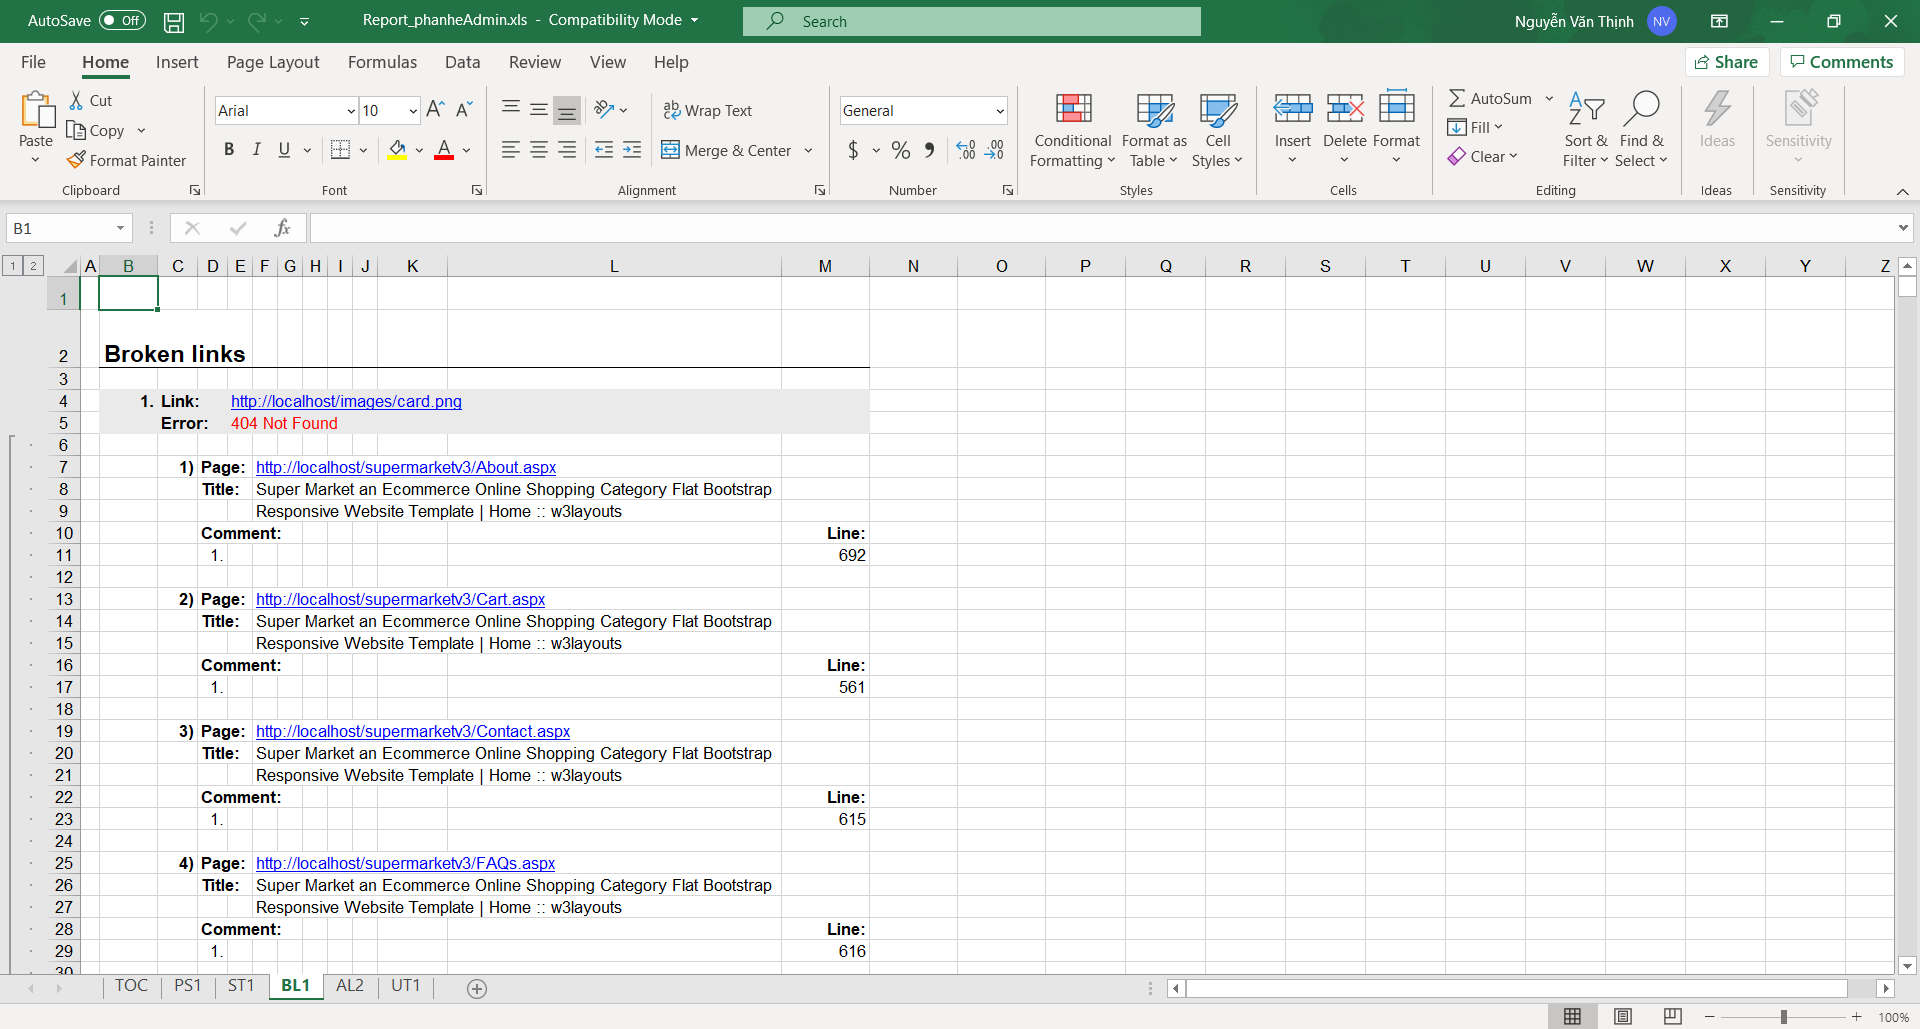 AutoSave Off Report_phanheAdmin.xls - Compatibility Mode Search Nguyễn Văn Thịnh NV
File Home Insert Page Layout Formulas Data Review View Help Share Comments
Paste Cut Copy Format Painter Clipboard
Arial 10 A A B I U A Font
ab Wrap Text Merge & Center Alignment
General $ % Number
Conditional Formatting Format as Table Cell Styles Styles
Insert Delete Format Cells
AutoSum Fill Clear Sort & Filter Find & Select Editing
Ideas Ideas
Sensitivity Sensitivity
B1 fx
1 2 A B C D E F G H I J K L M N O P Q R S T U V W X Y Z
1
2 Broken links
3
4 1. Link: http://localhost/images/card.png
5 Error: 404 Not Found
6
7 1) Page: http://localhost/supermarketv3/About.aspx
8 Title: Super Market an Ecommerce Online Shopping Category Flat Bootstrap
9 Responsive Website Template | Home :: w3layouts
10 Comment: Line:
11 1. 692
12
13 2) Page: http://localhost/supermarketv3/Cart.aspx
14 Title: Super Market an Ecommerce Online Shopping Category Flat Bootstrap
15 Responsive Website Template | Home :: w3layouts
16 Comment: Line:
17 1. 561
18
19 3) Page: http://localhost/supermarketv3/Contact.aspx
20 Title: Super Market an Ecommerce Online Shopping Category Flat Bootstrap
21 Responsive Website Template | Home :: w3layouts
22 Comment: Line:
23 1. 615
24
25 4) Page: http://localhost/supermarketv3/FAQs.aspx
26 Title: Super Market an Ecommerce Online Shopping Category Flat Bootstrap
27 Responsive Website Template | Home :: w3layouts
28 Comment: Line:
29 1. 616
30
TOC PS1 ST1 BL1 AL2 UT1
100%